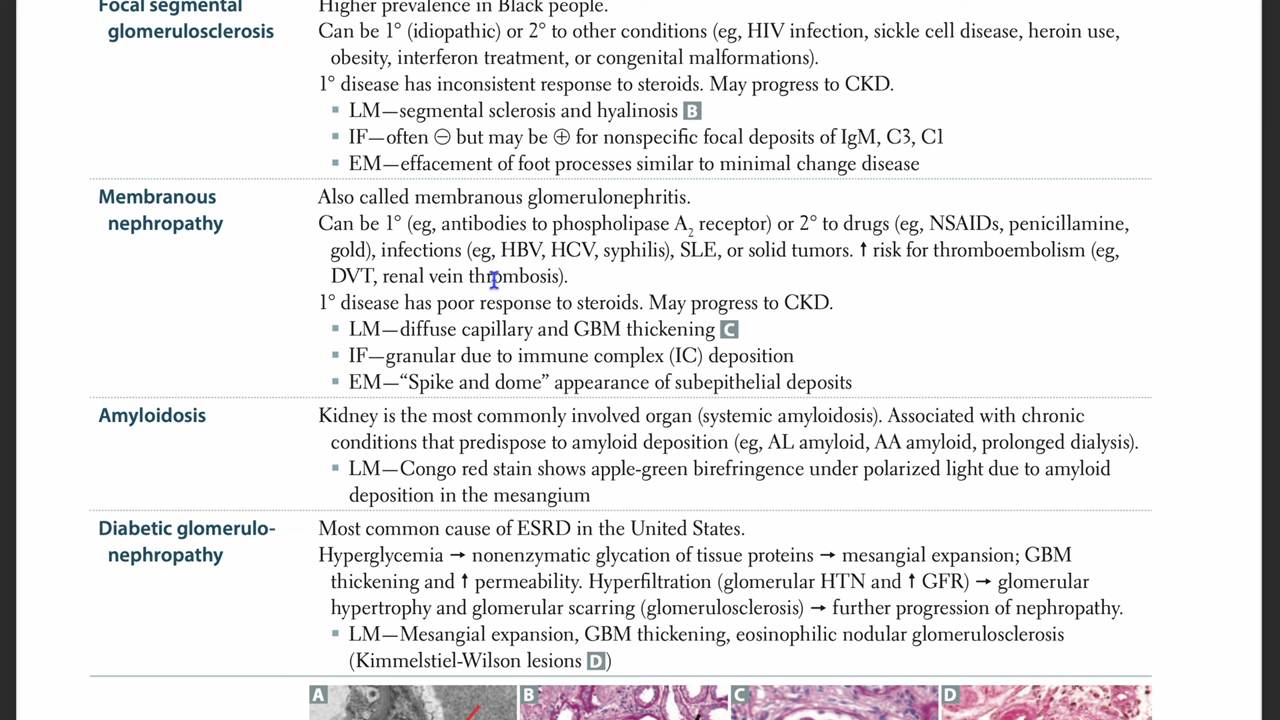 Focal segmental
glomerulosclerosis
Higher prevalence in Black people.
Can be 1° (idiopathic) or 2° to other conditions (eg, HIV infection, sickle cell disease, heroin use,
obesity, interferon treatment, or congenital malformations).
1° disease has inconsistent response to steroids. May progress to CKD.
▪ LM—segmental sclerosis and hyalinosis B
▪ IF—often ⊖ but may be ⊕ for nonspecific focal deposits of IgM, C3, C1
▪ EM—effacement of foot processes similar to minimal change disease
Membranous
nephropathy
Also called membranous glomerulonephritis.
Can be 1° (eg, antibodies to phospholipase A₂ receptor) or 2° to drugs (eg, NSAIDs, penicillamine,
gold), infections (eg, HBV, HCV, syphilis), SLE, or solid tumors. ↑ risk for thromboembolism (eg,
DVT, renal vein thrombosis).
1° disease has poor response to steroids. May progress to CKD.
▪ LM—diffuse capillary and GBM thickening C
▪ IF—granular due to immune complex (IC) deposition
▪ EM—“Spike and dome” appearance of subepithelial deposits
Amyloidosis
Kidney is the most commonly involved organ (systemic amyloidosis). Associated with chronic
conditions that predispose to amyloid deposition (eg, AL amyloid, AA amyloid, prolonged dialysis).
▪ LM—Congo red stain shows apple-green birefringence under polarized light due to amyloid
deposition in the mesangium
Diabetic glomerulo-
nephropathy
Most common cause of ESRD in the United States.
Hyperglycemia → nonenzymatic glycation of tissue proteins → mesangial expansion; GBM
thickening and ↑ permeability. Hyperfiltration (glomerular HTN and ↑ GFR) → glomerular
hypertrophy and glomerular scarring (glomerulosclerosis) → further progression of nephropathy.
▪ LM—Mesangial expansion, GBM thickening, eosinophilic nodular glomerulosclerosis
(Kimmelstiel-Wilson lesions D)
A B C D